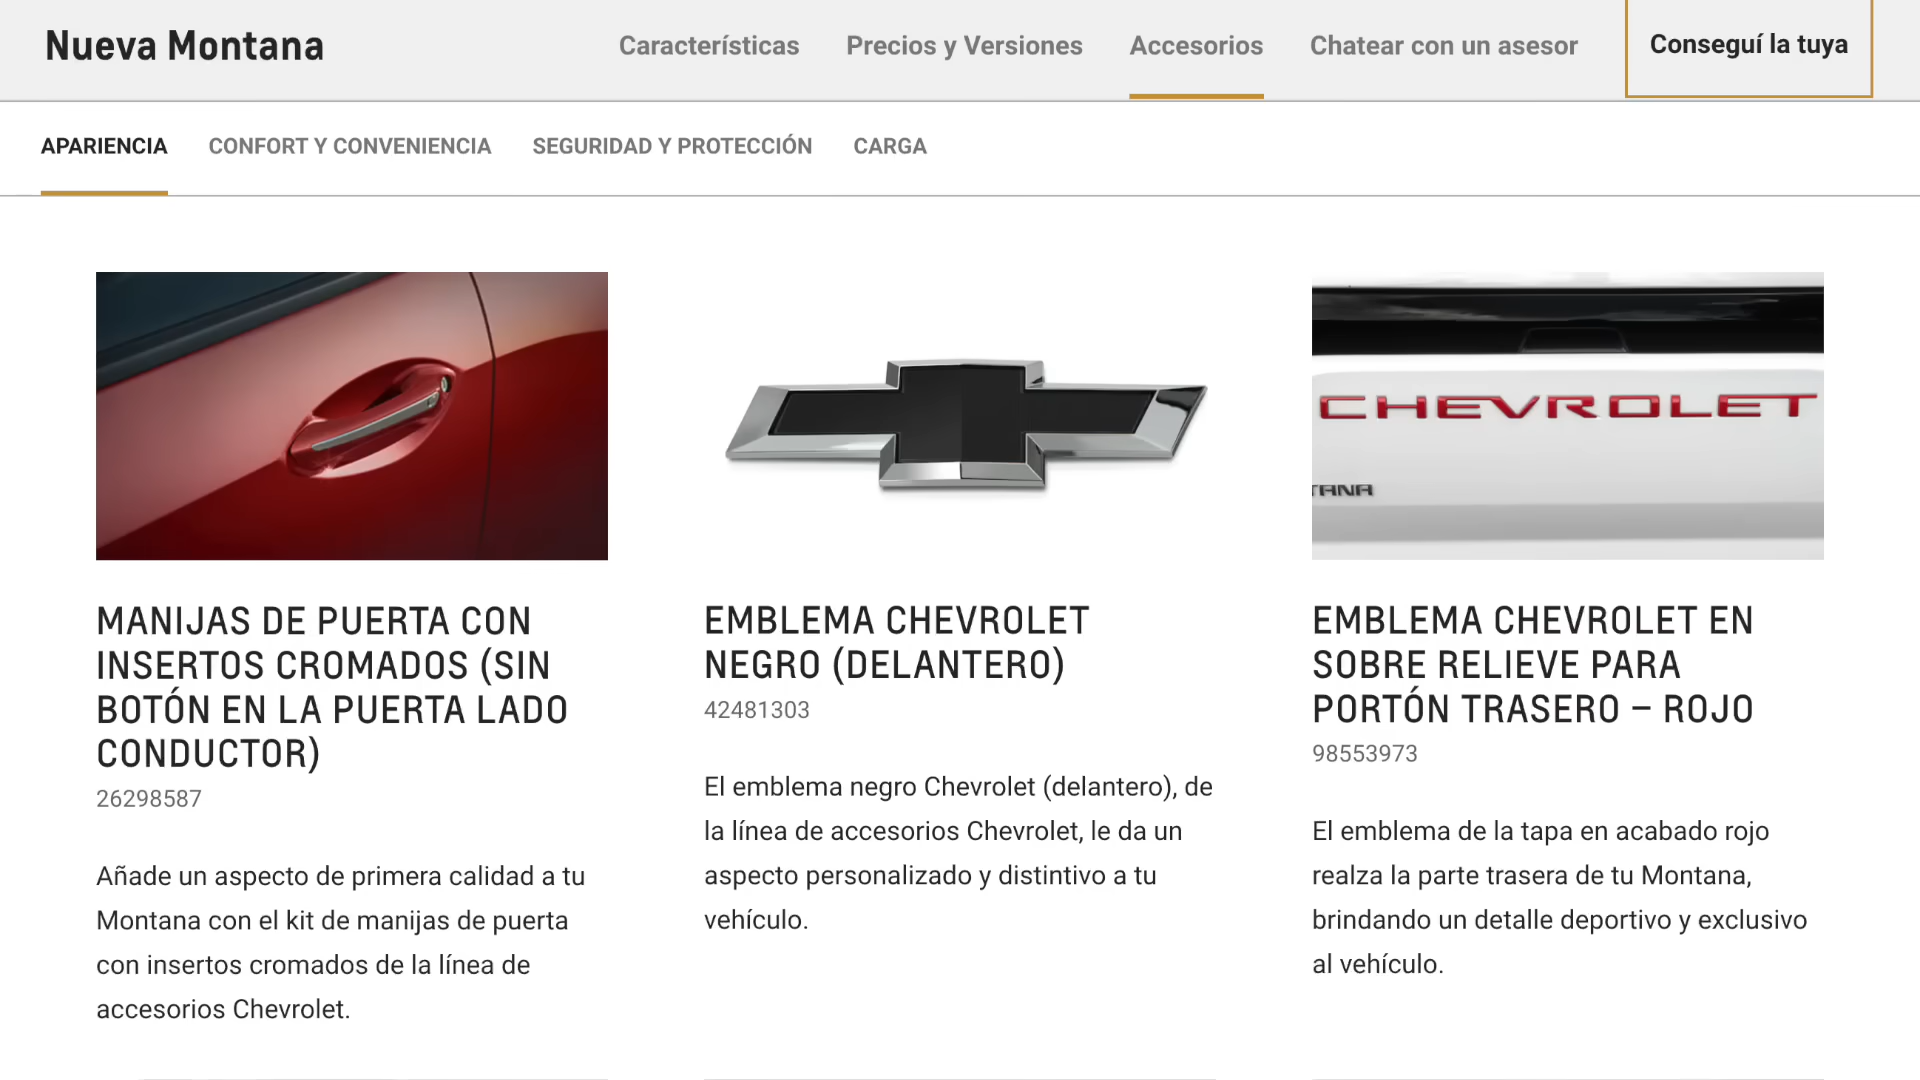 Nueva Montana
Características
Precios y Versiones
Accesorios
Chatear con un asesor
Conseguí la tuya
APARIENCIA
CONFORT Y CONVENIENCIA
SEGURIDAD Y PROTECCIÓN
CARGA
CHEVROLET
TANA
MANIJAS DE PUERTA CON
INSERTOS CROMADOS (SIN
BOTÓN EN LA PUERTA LADO
CONDUCTOR)
26298587
Añade un aspecto de primera calidad a tu
Montana con el kit de manijas de puerta
con insertos cromados de la línea de
accesorios Chevrolet.
EMBLEMA CHEVROLET
NEGRO (DELANTERO)
42481303
El emblema negro Chevrolet (delantero), de
la línea de accesorios Chevrolet, le da un
aspecto personalizado y distintivo a tu
vehículo.
EMBLEMA CHEVROLET EN
SOBRE RELIEVE PARA
PORTÓN TRASERO – ROJO
98553973
El emblema de la tapa en acabado rojo
realza la parte trasera de tu Montana,
brindando un detalle deportivo y exclusivo
al vehículo.